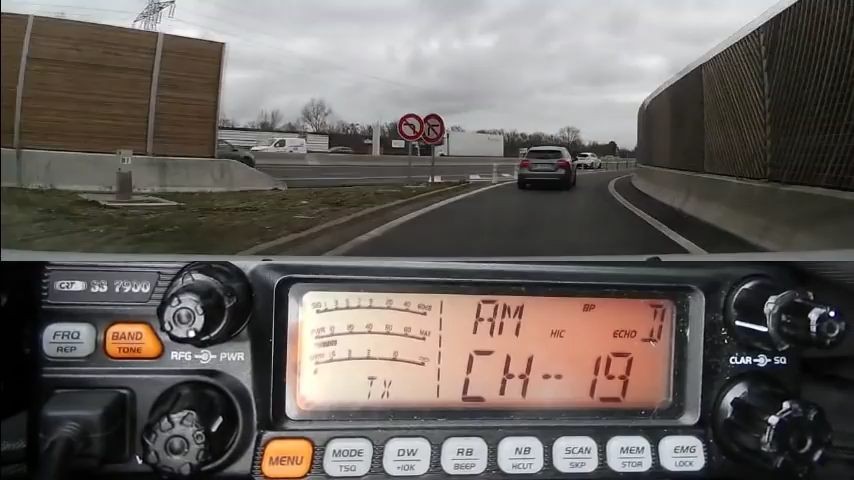 CRT SS 7900
FRQ
REP
BAND
TONE
RFG PWR
TX
AM
BP
HIC
ECHO
D
CH--19
CLAR SQ
MENU
MODE
TSQ
DW
+10K
RB
BEEP
NB
HCUT
SCAN
SKP
MEM
STOR
EMG
LOCK